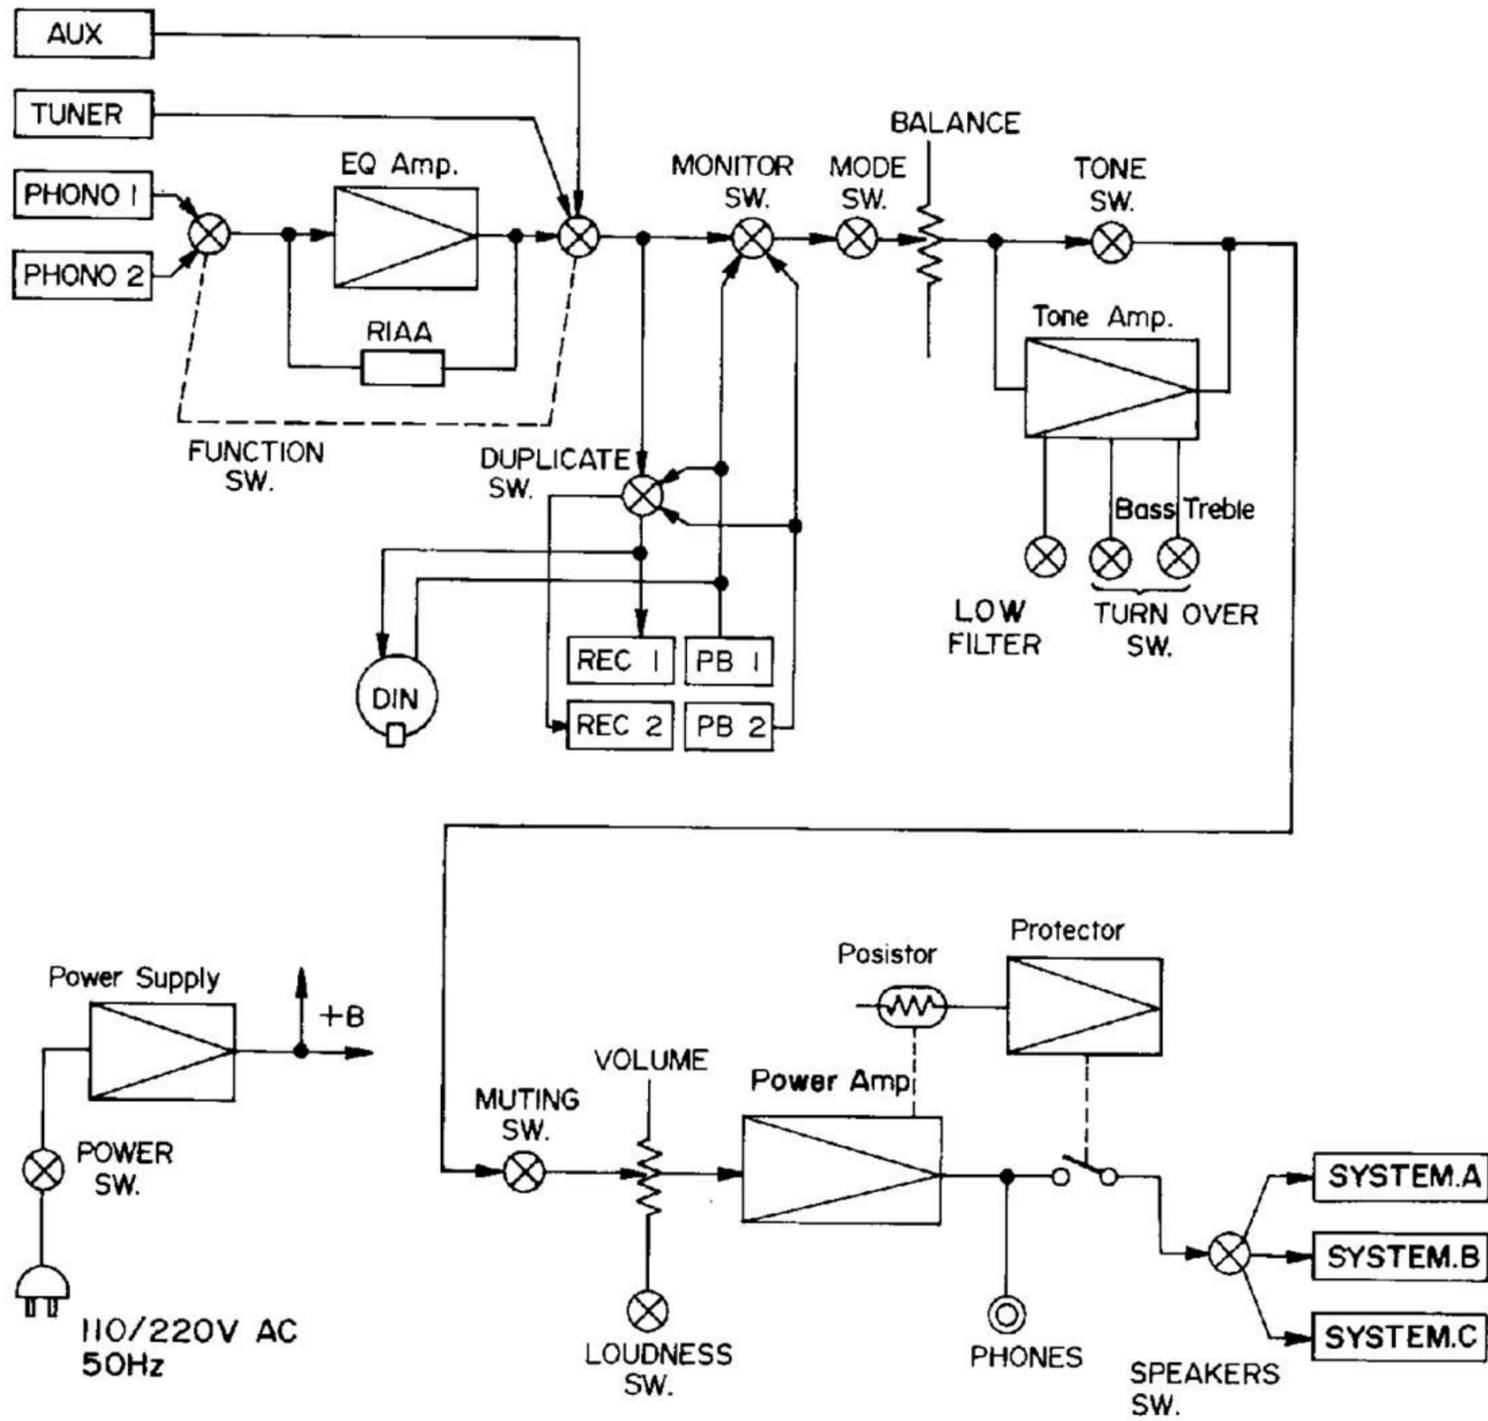 AUX
TUNER
PHONO 1
PHONO 2
EQ Amp.
RIAA
FUNCTION
SW.
MONITOR
SW.
MODE
SW.
BALANCE
TONE
SW.
Tone Amp.
Bass Treble
LOW
FILTER
TURN OVER
SW.
DUPLICATE
SW.
DIN
REC 1
PB 1
REC 2
PB 2
Power Supply
+B
POWER
SW.
110/220V AC
50Hz
MUTING
SW.
VOLUME
LOUDNESS
SW.
Power Amp
Posistor
Protector
PHONES
SPEAKERS
SW.
SYSTEM.A
SYSTEM.B
SYSTEM.C